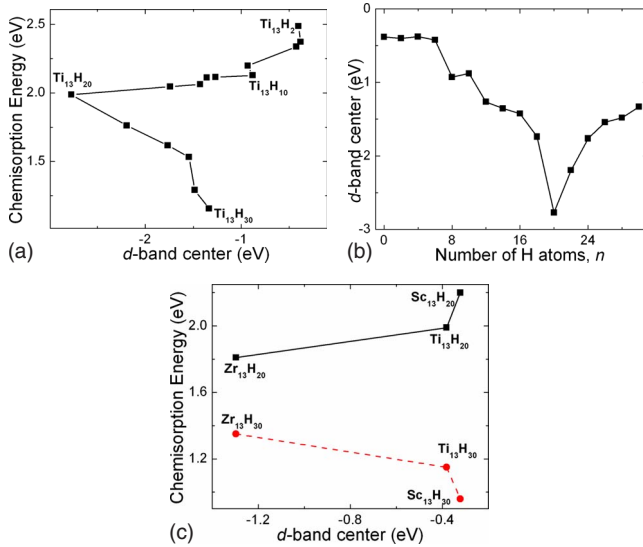 2.5
2.0
1.5
Chemisorption Energy (eV)
Ti13H2
Ti13H20
Ti13H10
Ti13H30
-2
-1
d-band center (eV)
(a)
0
-1
-2
-3
d-band center (eV)
0
8
16
24
Number of H atoms, n
(b)
2.0
1.6
1.2
Chemisorption Energy (eV)
Sc13H20
Ti13H20
Zr13H20
Zr13H30
Ti13H30
Sc13H30
-1.2
-0.8
-0.4
d-band center (eV)
(c)